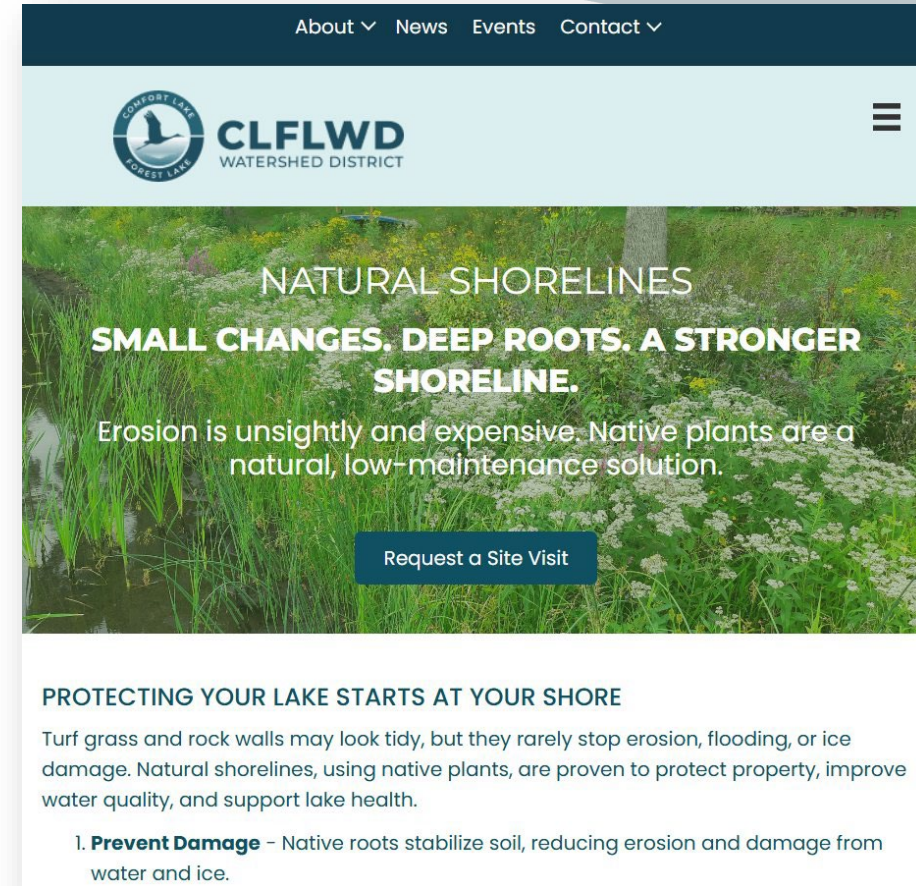 About News Events Contact
COMFORT LAKE
FOREST LAKE
CLFLWD
WATERSHED DISTRICT
NATURAL SHORELINES
SMALL CHANGES. DEEP ROOTS. A STRONGER
SHORELINE.
Erosion is unsightly and expensive. Native plants are a
natural, low-maintenance solution.
Request a Site Visit
PROTECTING YOUR LAKE STARTS AT YOUR SHORE
Turf grass and rock walls may look tidy, but they rarely stop erosion, flooding, or ice
damage. Natural shorelines, using native plants, are proven to protect property, improve
water quality, and support lake health.
1. Prevent Damage - Native roots stabilize soil, reducing erosion and damage from
water and ice.